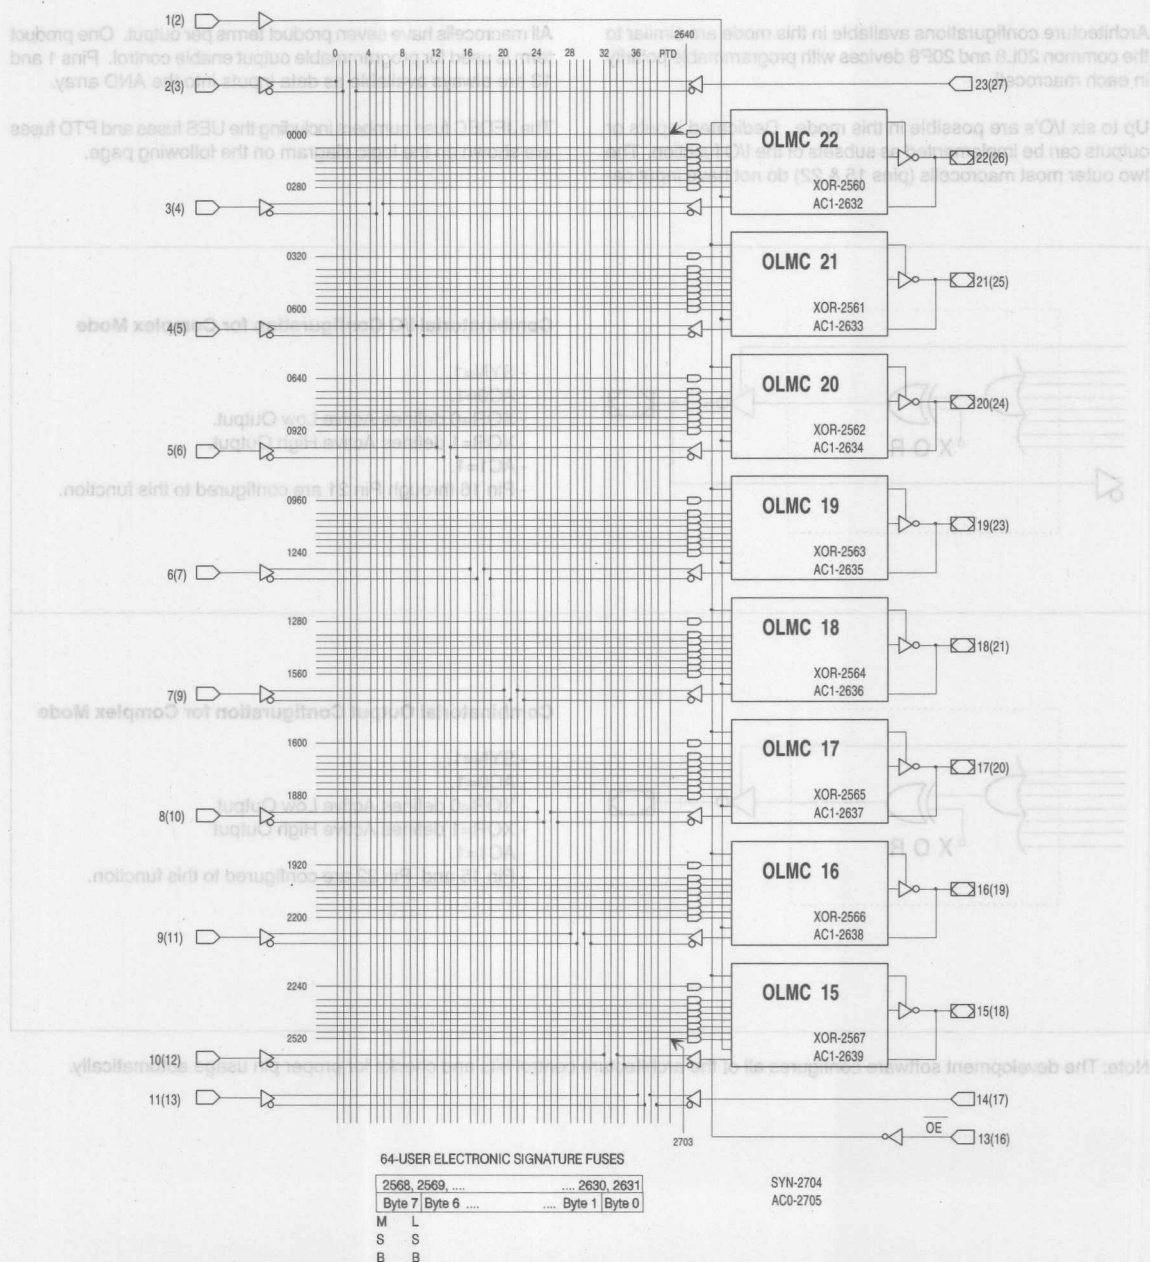 1(2)
2640
0 4 8 12 16 20 24 28 32 36 PTD
2(3)
23(27)
0000
OLMC 22
22(26)
0280
XOR-2560
3(4)
AC1-2632
0320
OLMC 21
21(25)
0600
XOR-2561
4(5)
AC1-2633
0640
OLMC 20
20(24)
0920
XOR-2562
5(6)
AC1-2634
0960
OLMC 19
19(23)
1240
XOR-2563
6(7)
AC1-2635
1280
OLMC 18
18(21)
1560
XOR-2564
7(9)
AC1-2636
1600
OLMC 17
17(20)
1880
XOR-2565
8(10)
AC1-2637
1920
OLMC 16
16(19)
2200
XOR-2566
9(11)
AC1-2638
2240
OLMC 15
15(18)
2520
XOR-2567
10(12)
AC1-2639
11(13)
14(17)
OE
13(16)
2703
64-USER ELECTRONIC SIGNATURE FUSES
2568, 2569, .... .... 2630, 2631
Byte 7 Byte 6 .... .... Byte 1 Byte 0
M L
S S
B B
SYN-2704
AC0-2705